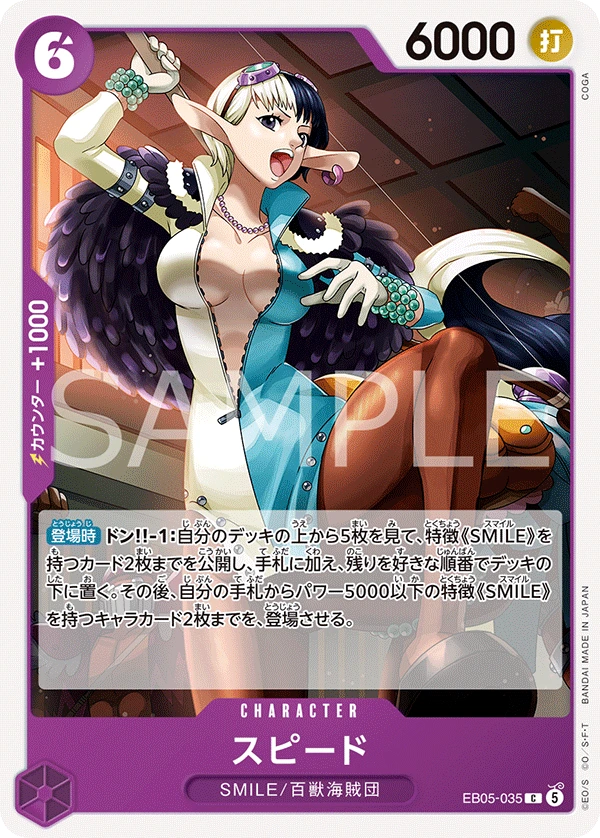 6
6000
打
COGA
カウンター +1000
SAMPLE
登場時 ドン!!-1:自分のデッキの上から5枚を見て、特徴《SMILE》を
持つカード2枚までを公開し、手札に加え、残りを好きな順番でデッキの
下に置く。その後、自分の手札からパワー5000以下の特徴《SMILE》
を持つキャラカード2枚までを、登場させる。
CHARACTER
スピード
SMILE/百獣海賊団
EB05-035 C 5
©E.O/S ©O/S・F・T BANDAI MADE IN JAPAN